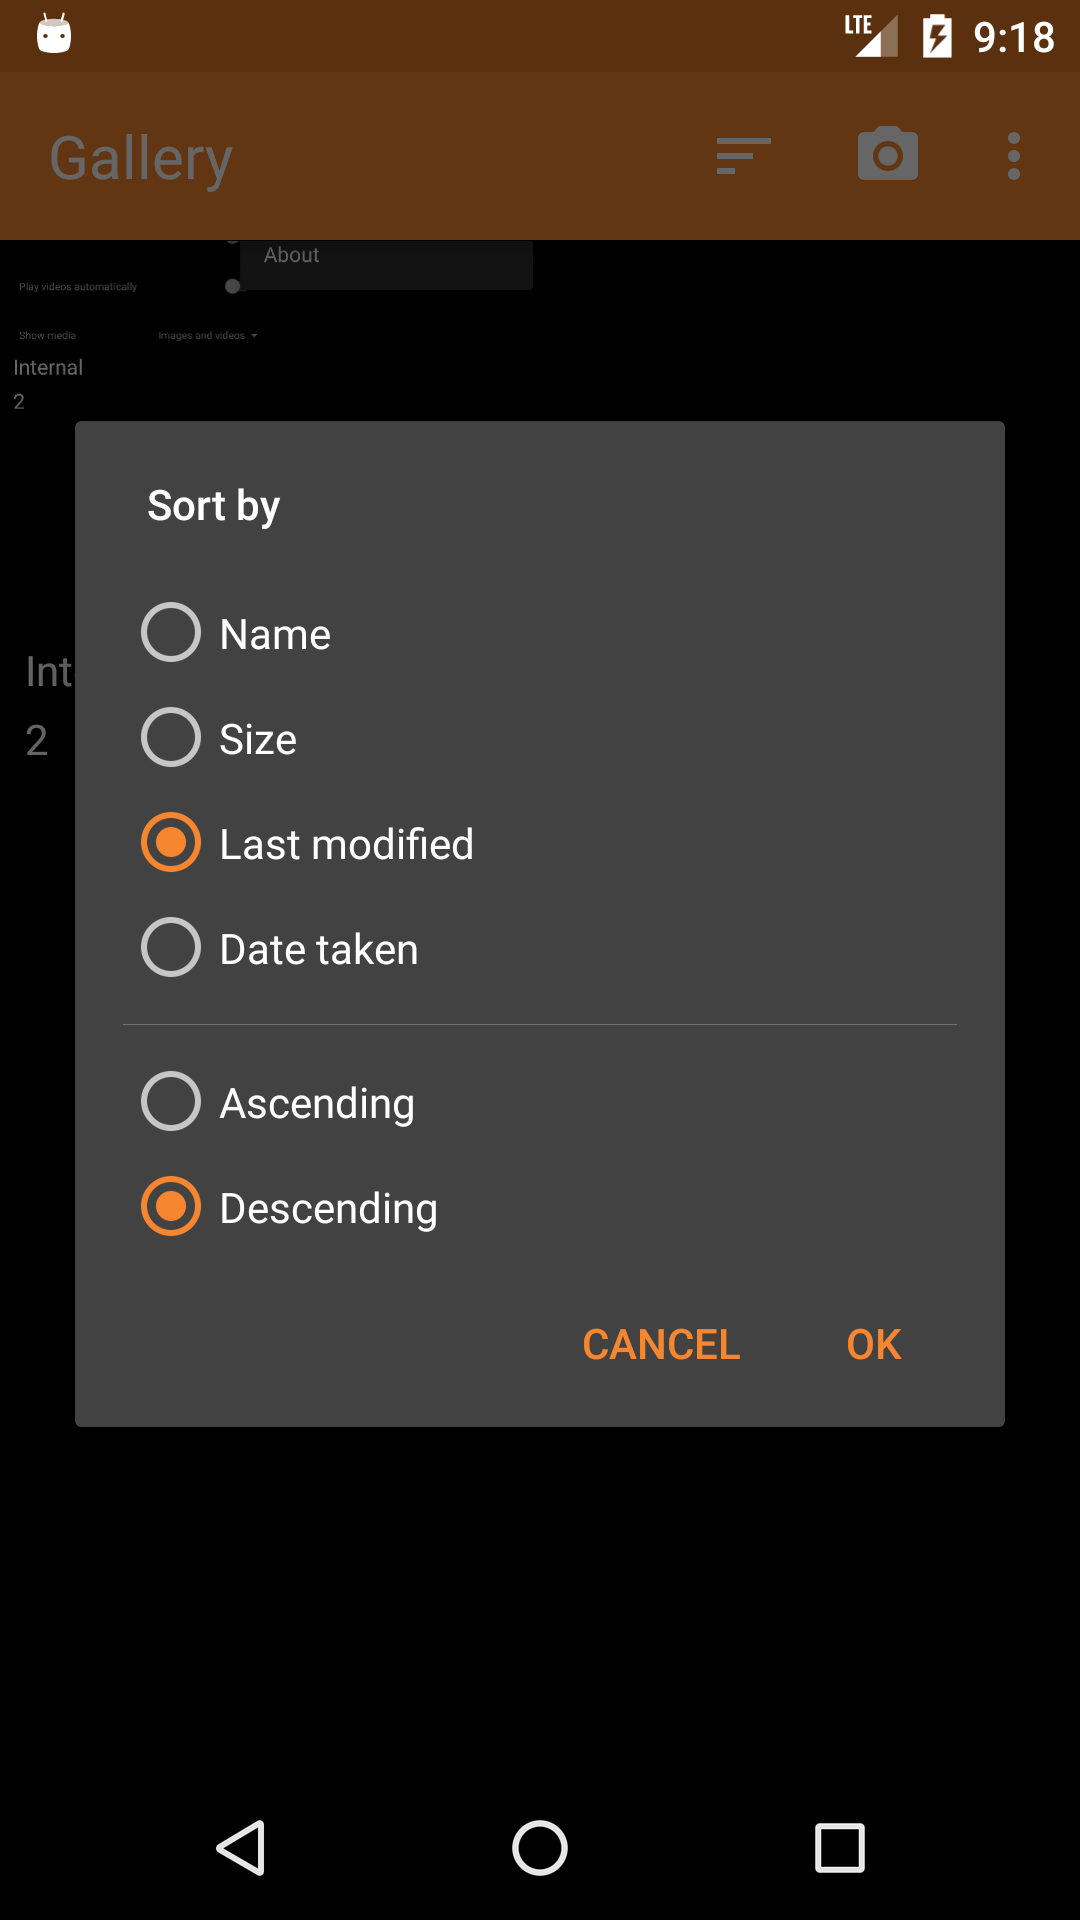 LTE 9:18
Gallery
About
Play videos automatically
Show media Images and videos
Internal
2
Sort by
Name
Int
Size
2
Last modified
Date taken
Ascending
Descending
CANCEL OK